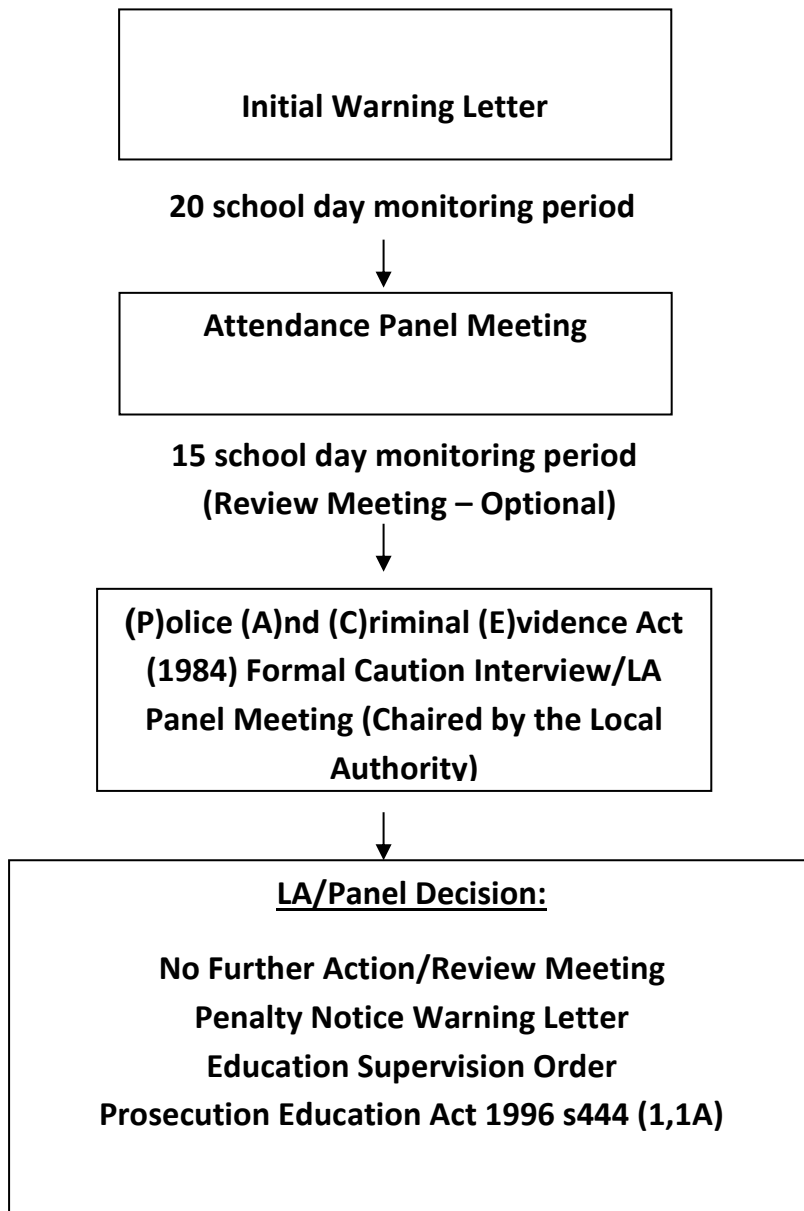 Initial Warning Letter
20 school day monitoring period
Attendance Panel Meeting
15 school day monitoring period
(Review Meeting – Optional)
(P)olice (A)nd (C)riminal (E)vidence Act
(1984) Formal Caution Interview/LA
Panel Meeting (Chaired by the Local
Authority)
LA/Panel Decision:
No Further Action/Review Meeting
Penalty Notice Warning Letter
Education Supervision Order
Prosecution Education Act 1996 s444 (1,1A)